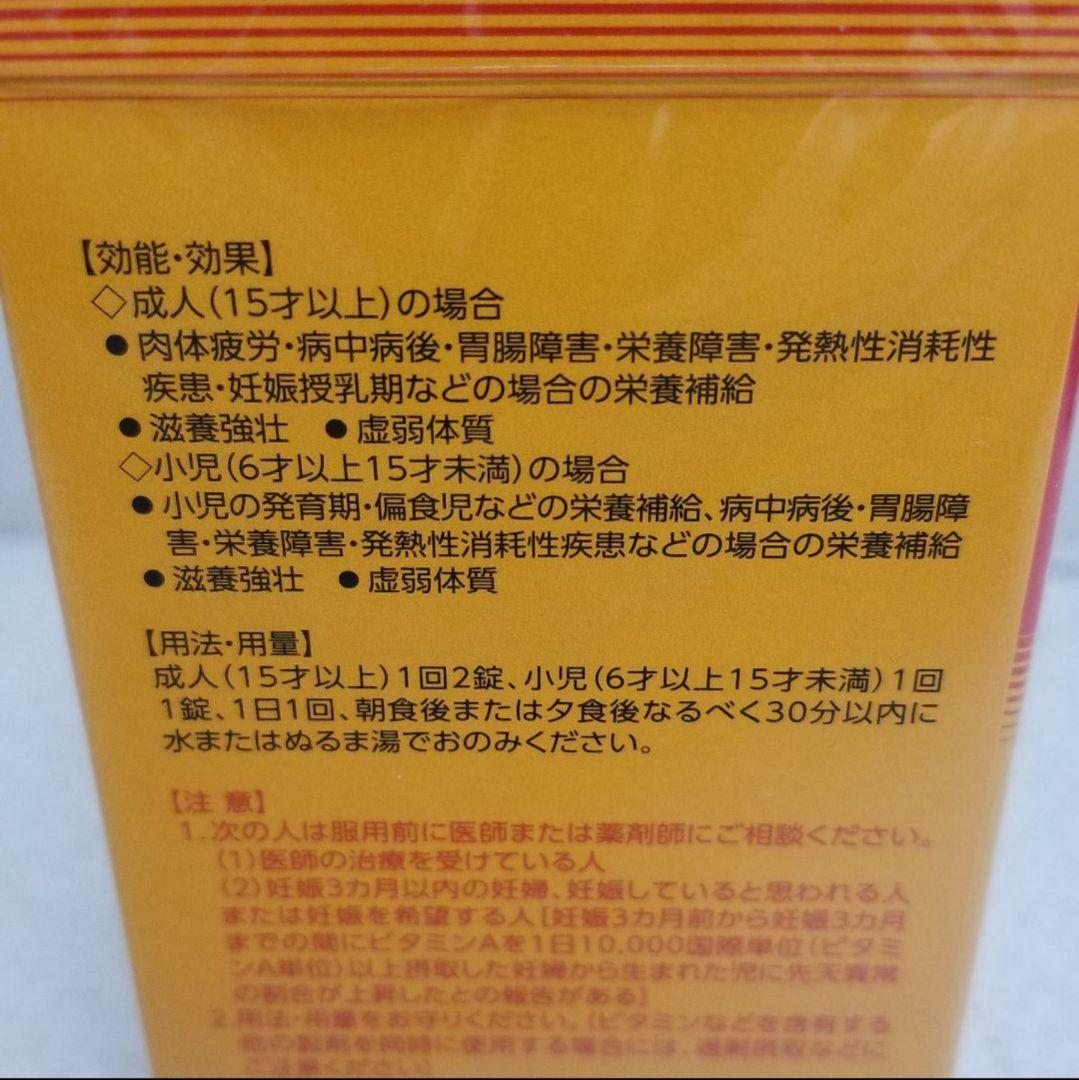 【効能・効果】
◇成人(15才以上)の場合
●肉体疲労・病中病後・胃腸障害・栄養障害・発熱性消耗性
疾患・妊娠授乳期などの場合の栄養補給
●滋養強壮 ●虚弱体質
◇小児(6才以上15才未満)の場合
●小児の発育期・偏食児などの栄養補給、病中病後・胃腸障
害・栄養障害・発熱性消耗性疾患などの場合の栄養補給
●滋養強壮 ●虚弱体質
【用法・用量】
成人(15才以上)1回2錠、小児(6才以上15才未満)1回
1錠、1日1回、朝食後または夕食後なるべく30分以内に
水またはぬるま湯でおのみください。
【注 意】
1.次の人は服用前に医師または薬剤師にご相談ください。
(1)医師の治療を受けている人
(2)妊娠3カ月以内の妊婦、妊娠していると思われる人
または妊娠を希望する人[妊娠3カ月前から妊娠3カ月
までの間にビタミンAを1日10,000国際単位(ビタミ
ンA単位)以上摂取した妊婦から生まれた児に先天異常
の割合が上昇したとの報告がある]
2.用法・用量をお守りください。(ビタミンなどを含有する
他の製剤を同時に使用する場合には、過剰摂取などに
ご注意ください)